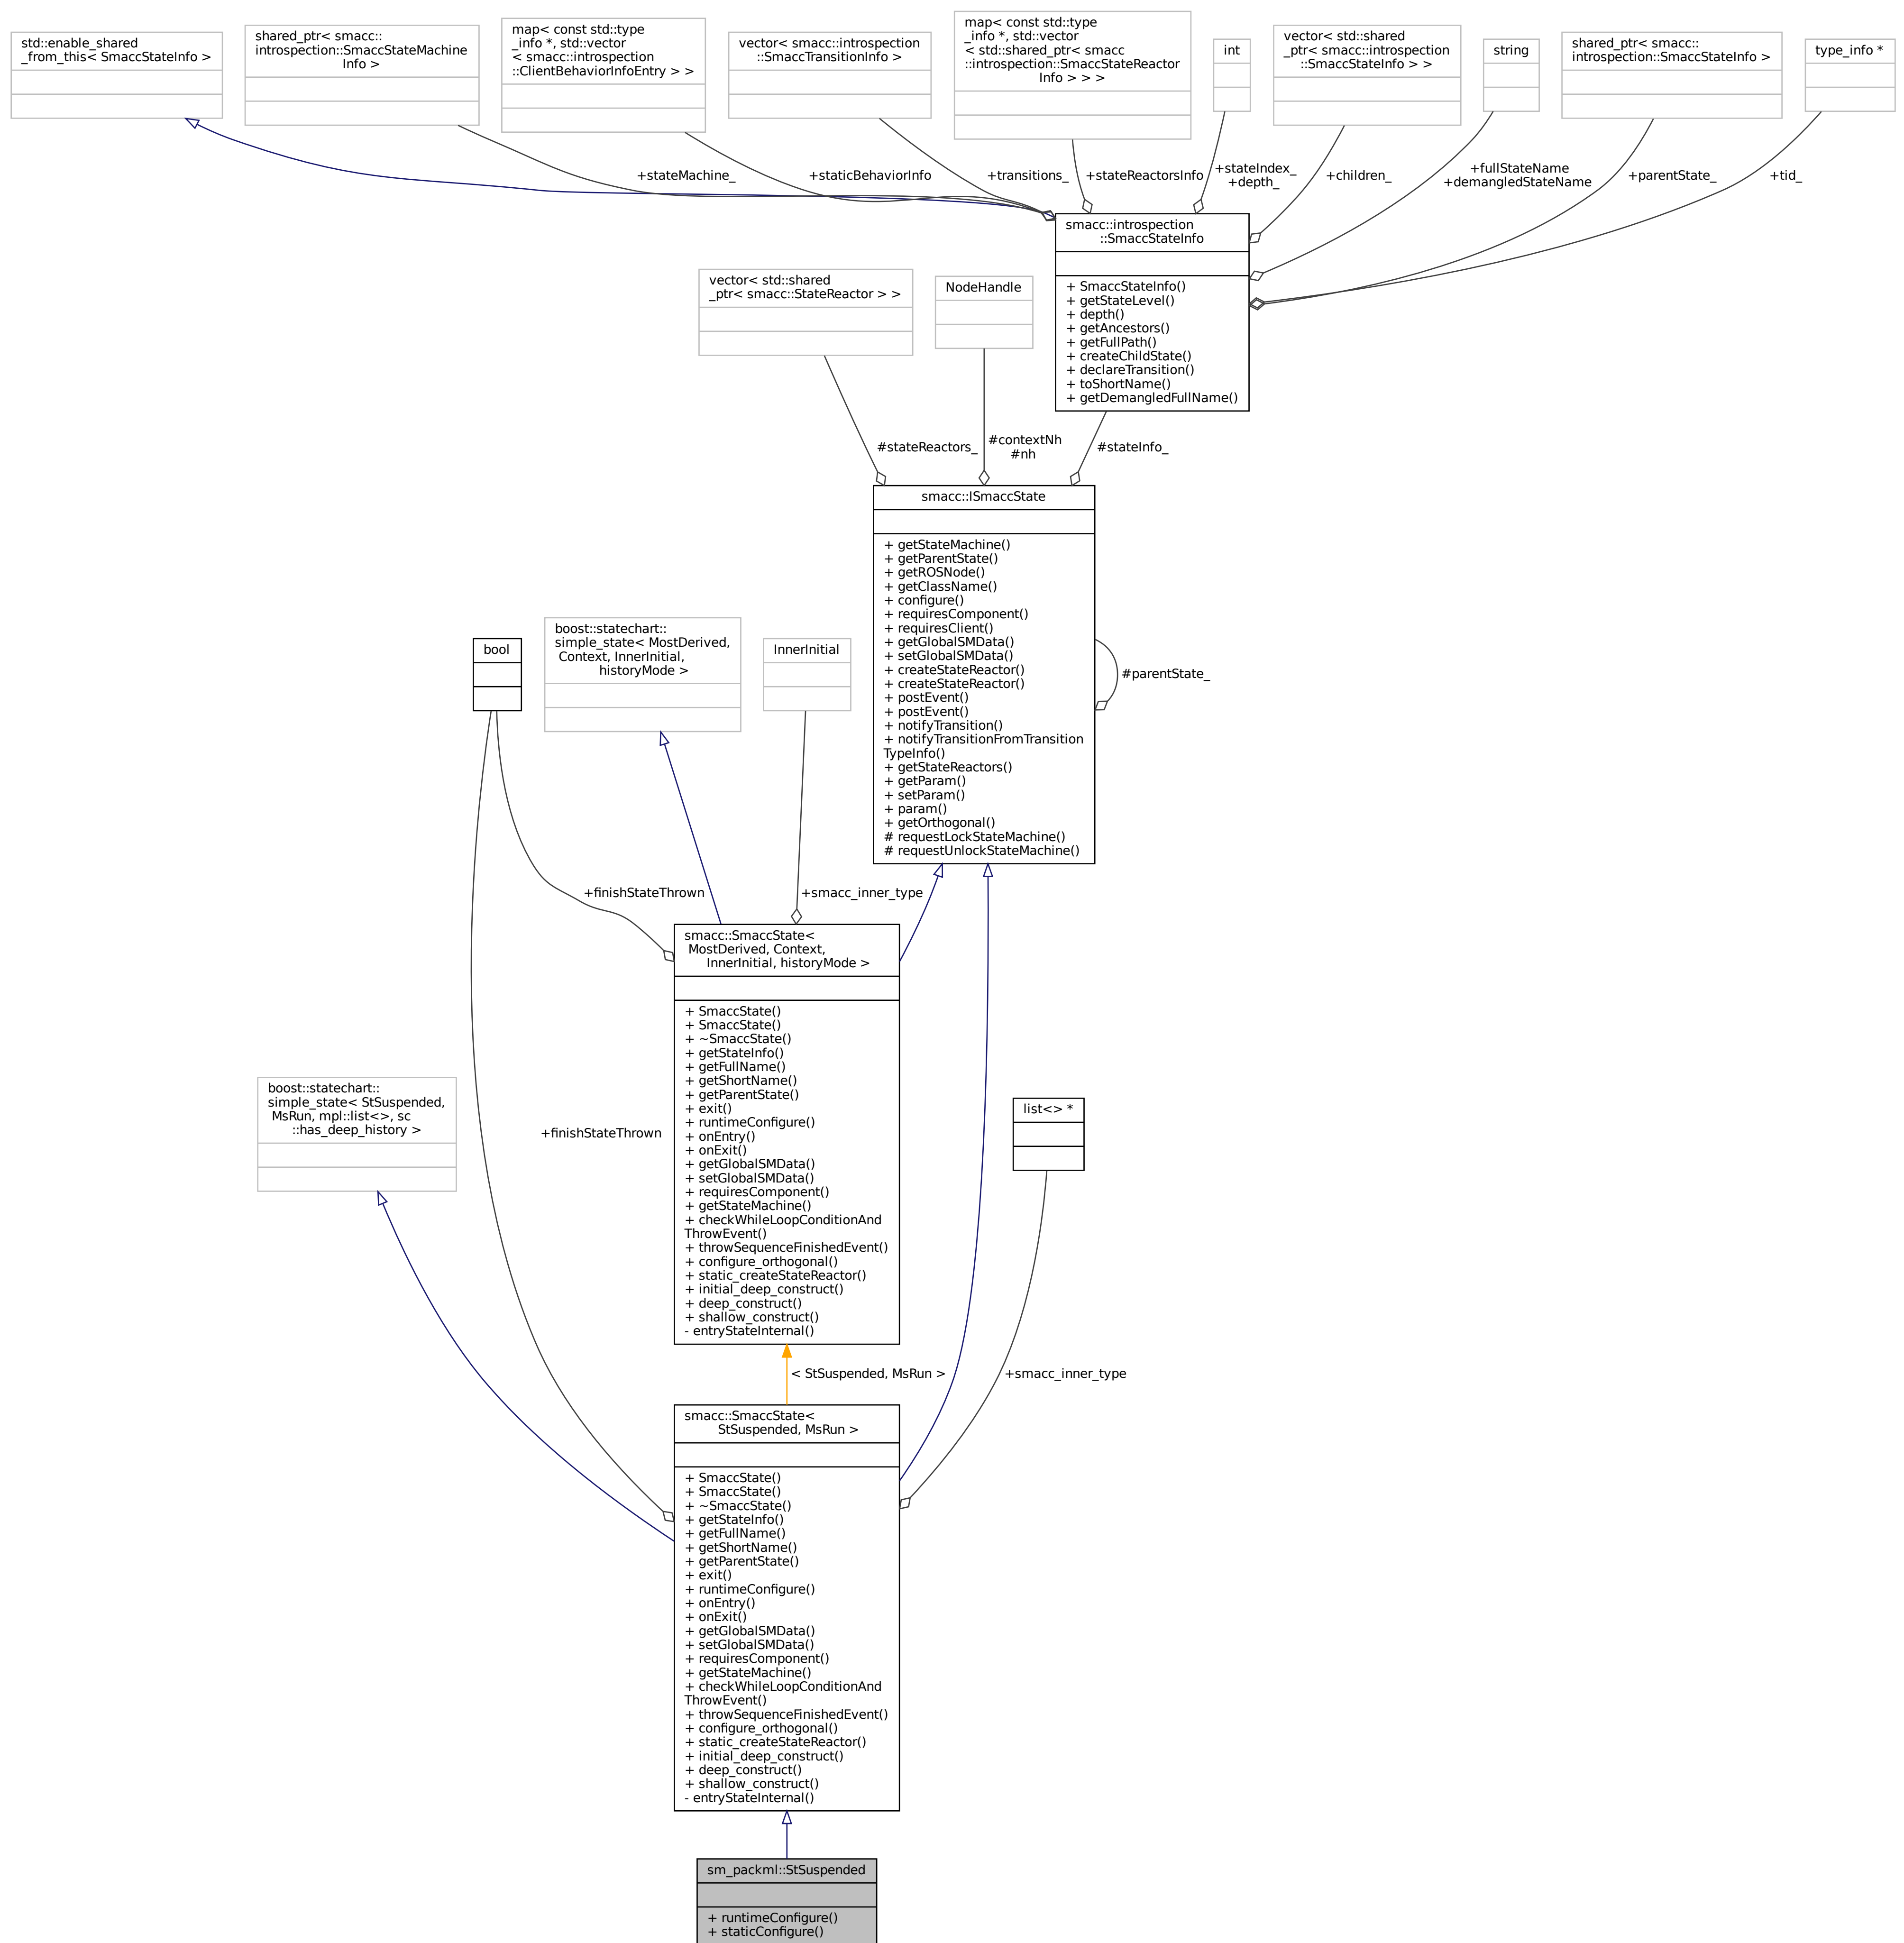 std::enable_shared
_from_this< SmaccStateInfo >
shared_ptr< smacc::
introspection::SmaccStateMachine
Info >
map< const std::type
_info *, std::vector
< smacc::introspection
::ClientBehaviorInfoEntry > >
vector< smacc::introspection
::SmaccTransitionInfo >
map< const std::type
_info *, std::vector
< std::shared_ptr< smacc
::introspection::SmaccStateReactor
Info > > >
int
vector< std::shared
_ptr< smacc::introspection
::SmaccStateInfo > >
string
shared_ptr< smacc::
introspection::SmaccStateInfo >
type_info *
+stateMachine_
+staticBehaviorInfo
+transitions_
+stateReactorsInfo
+stateIndex_
+depth_
+children_
+fullStateName
+demangledStateName
+parentState_
+tid_
smacc::introspection
::SmaccStateInfo
+ SmaccStateInfo()
+ getStateLevel()
+ depth()
+ getAncestors()
+ getFullPath()
+ createChildState()
+ declareTransition()
+ toShortName()
+ getDemangledFullName()
vector< std::shared
_ptr< smacc::StateReactor > >
NodeHandle
#stateReactors_
#contextNh
#nh
#stateInfo_
smacc::ISmaccState
+ getStateMachine()
+ getParentState()
+ getROSNode()
+ getClassName()
+ configure()
+ requiresComponent()
+ requiresClient()
+ getGlobalSMData()
+ setGlobalSMData()
+ createStateReactor()
+ createStateReactor()
+ postEvent()
+ postEvent()
+ notifyTransition()
+ notifyTransitionFromTransition
TypeInfo()
+ getStateReactors()
+ getParam()
+ setParam()
+ param()
+ getOrthogonal()
# requestLockStateMachine()
# requestUnlockStateMachine()
#parentState_
bool
boost::statechart::
simple_state< MostDerived,
Context, InnerInitial,
historyMode >
InnerInitial
+finishStateThrown
+smacc_inner_type
smacc::SmaccState<
MostDerived, Context,
InnerInitial, historyMode >
+ SmaccState()
+ SmaccState()
+ ~SmaccState()
+ getStateInfo()
+ getFullName()
+ getShortName()
+ getParentState()
+ exit()
+ runtimeConfigure()
+ onEntry()
+ onExit()
+ getGlobalSMData()
+ setGlobalSMData()
+ requiresComponent()
+ getStateMachine()
+ checkWhileLoopConditionAnd
ThrowEvent()
+ throwSequenceFinishedEvent()
+ configure_orthogonal()
+ static_createStateReactor()
+ initial_deep_construct()
+ deep_construct()
+ shallow_construct()
- entryStateInternal()
boost::statechart::
simple_state< StSuspended,
MsRun, mpl::list<>, sc
::has_deep_history >
+finishStateThrown
list<> *
< StSuspended, MsRun >
+smacc_inner_type
smacc::SmaccState<
StSuspended, MsRun >
+ SmaccState()
+ SmaccState()
+ ~SmaccState()
+ getStateInfo()
+ getFullName()
+ getShortName()
+ getParentState()
+ exit()
+ runtimeConfigure()
+ onEntry()
+ onExit()
+ getGlobalSMData()
+ setGlobalSMData()
+ requiresComponent()
+ getStateMachine()
+ checkWhileLoopConditionAnd
ThrowEvent()
+ throwSequenceFinishedEvent()
+ configure_orthogonal()
+ static_createStateReactor()
+ initial_deep_construct()
+ deep_construct()
+ shallow_construct()
- entryStateInternal()
sm_packml::StSuspended
+ runtimeConfigure()
+ staticConfigure()